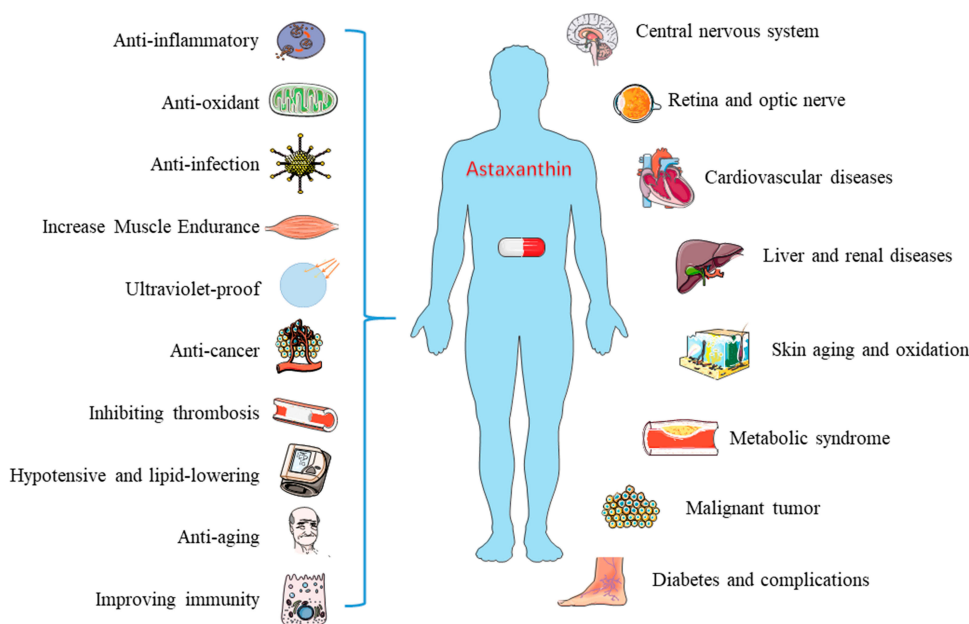 Anti-inflammatory
Anti-oxidant
Anti-infection
Increase Muscle Endurance
Ultraviolet-proof
Anti-cancer
Inhibiting thrombosis
Hypotensive and lipid-lowering
Anti-aging
Improving immunity
Astaxanthin
Central nervous system
Retina and optic nerve
Cardiovascular diseases
Liver and renal diseases
Skin aging and oxidation
Metabolic syndrome
Malignant tumor
Diabetes and complications